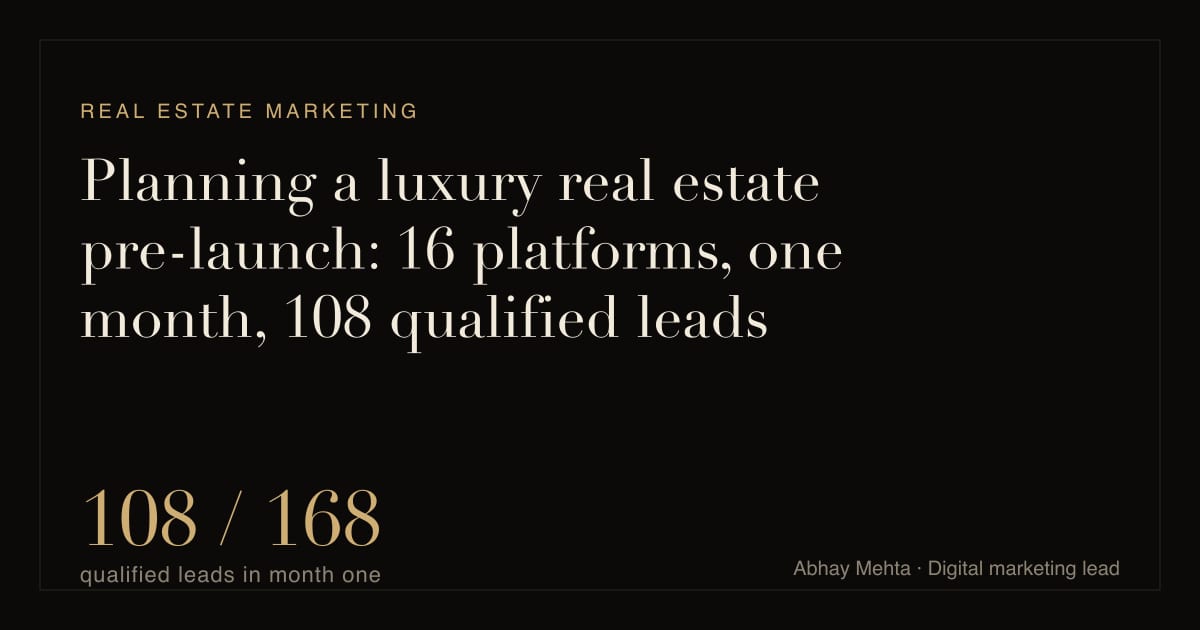 REAL ESTATE MARKETING
Planning a luxury real estate
pre-launch: 16 platforms, one
month, 108 qualified leads
108 / 168
qualified leads in month one
Abhay Mehta · Digital marketing lead